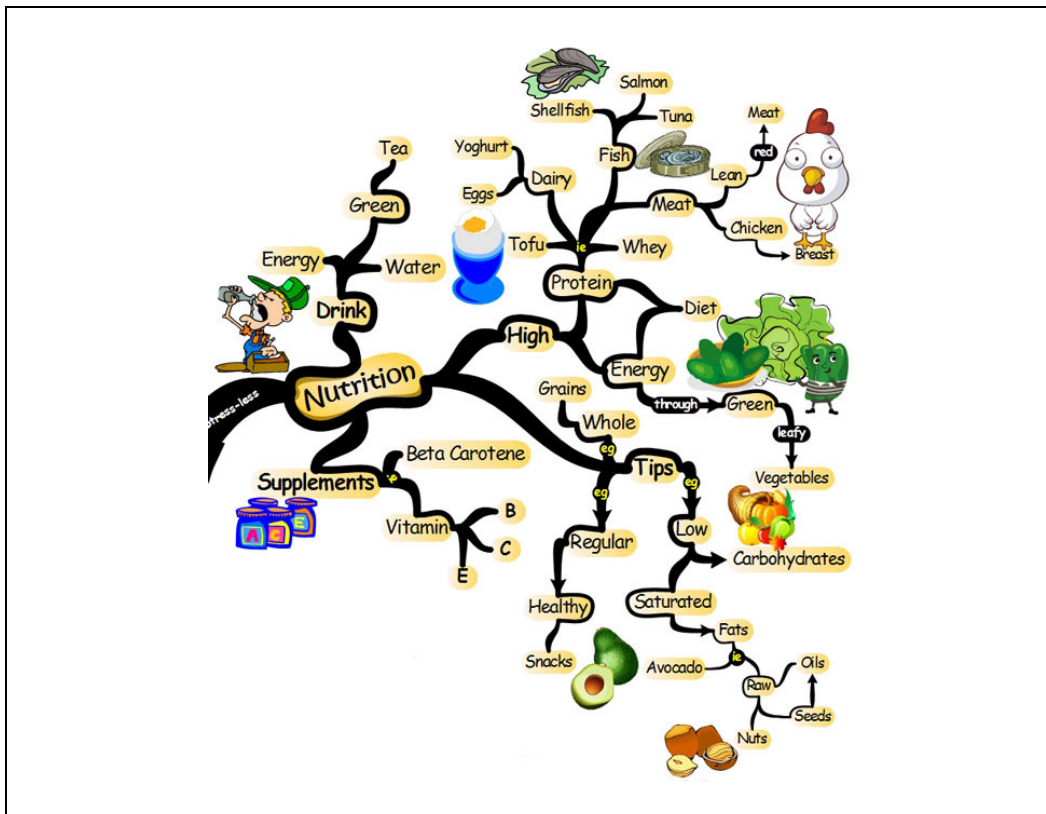 Salmon
Shellfish
Tuna
Meat
red
Fish
Lean
Yoghurt
Dairy
Eggs
Meat
Chicken
Breast
Tea
Green
Energy
Water
Drink
Tofu
ie
Whey
Protein
Diet
High
Energy
through
Green
leafy
Vegetables
Nutrition
stress-less
Grains
Whole
eg
Tips
eg
eg
Beta Carotene
Supplements
Vitamin
B
C
E
A C E
Regular
Healthy
Snacks
Low
Carbohydrates
Saturated
Fats
ie
Avocado
Raw
Oils
Seeds
Nuts